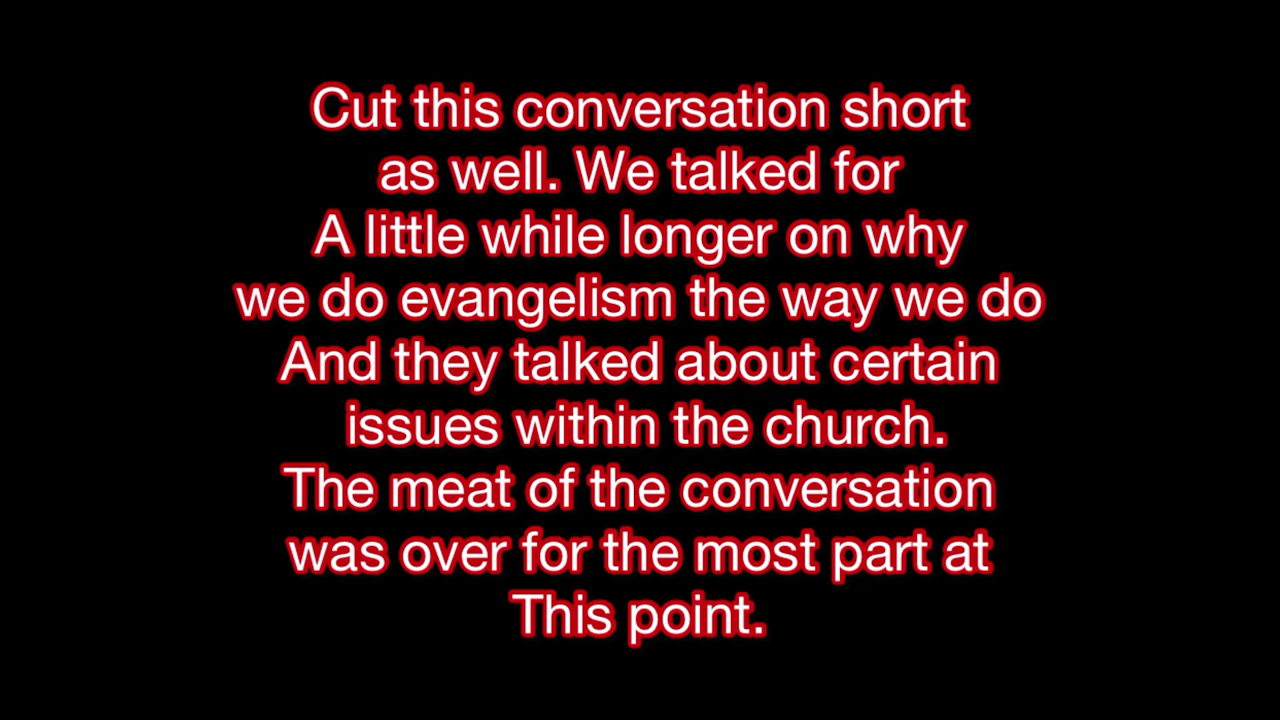 Cut this conversation short
as well. We talked for
A little while longer on why
we do evangelism the way we do
And they talked about certain
issues within the church.
The meat of the conversation
was over for the most part at
This point.